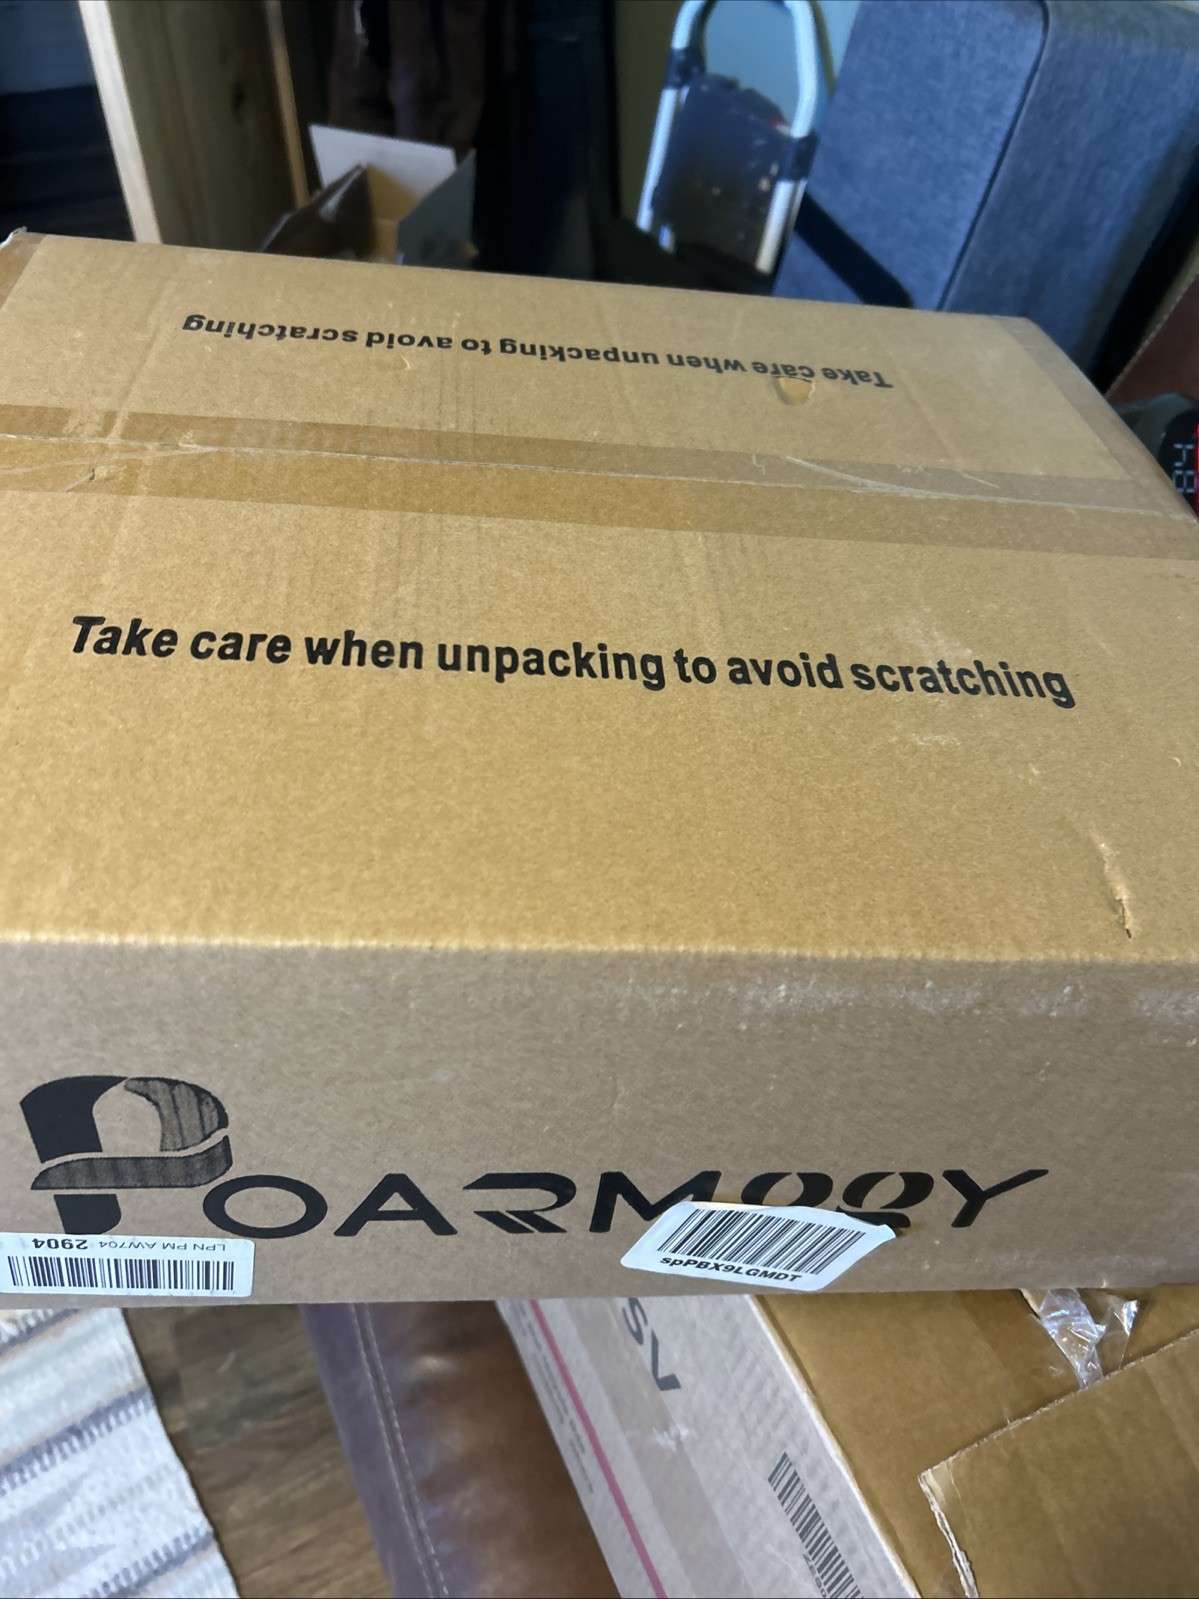 Take care when unpacking to avoid scratching
Take care when unpacking to avoid scratching
POARMOOY
LPN PM AW704 2904
spPBX9LGMDT